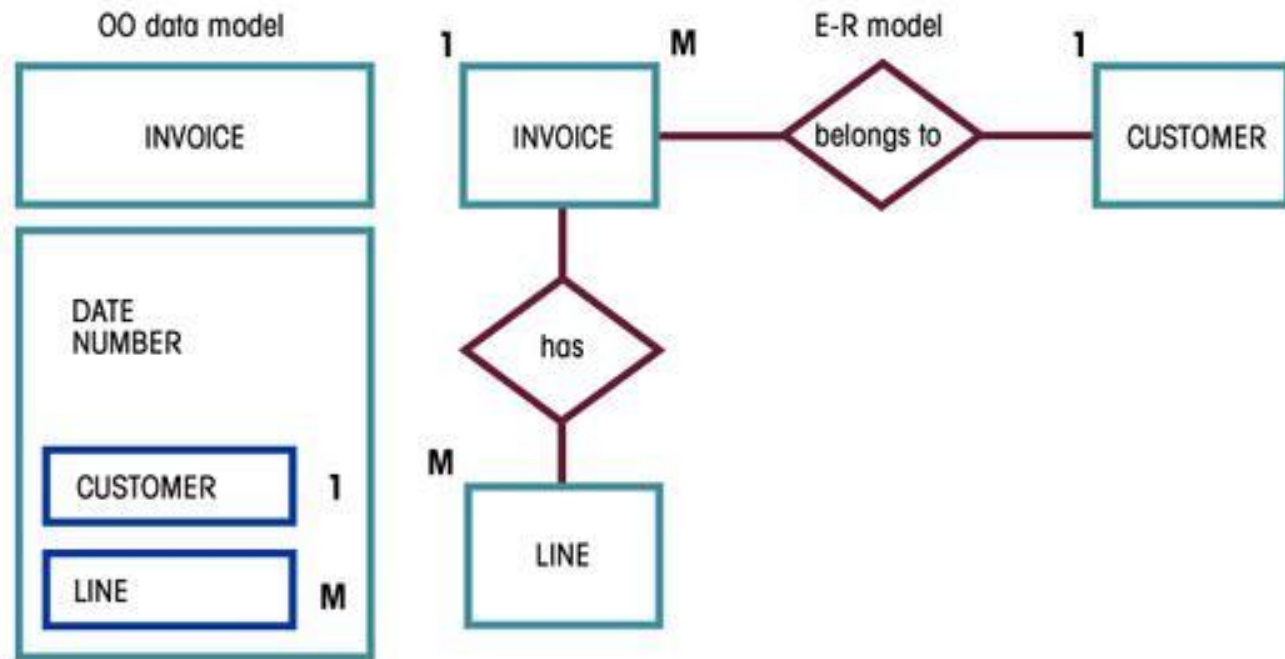 OO data model
INVOICE
DATE
NUMBER
CUSTOMER 1
LINE M
E-R model
1 M 1
INVOICE belongs to CUSTOMER
has
M
LINE